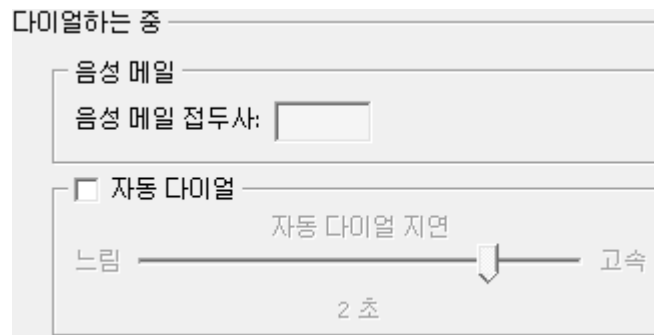 다이얼하는 중
음성 메일
음성 메일 접두사:
자동 다이얼
자동 다이얼 지연
느림 고속
2 초